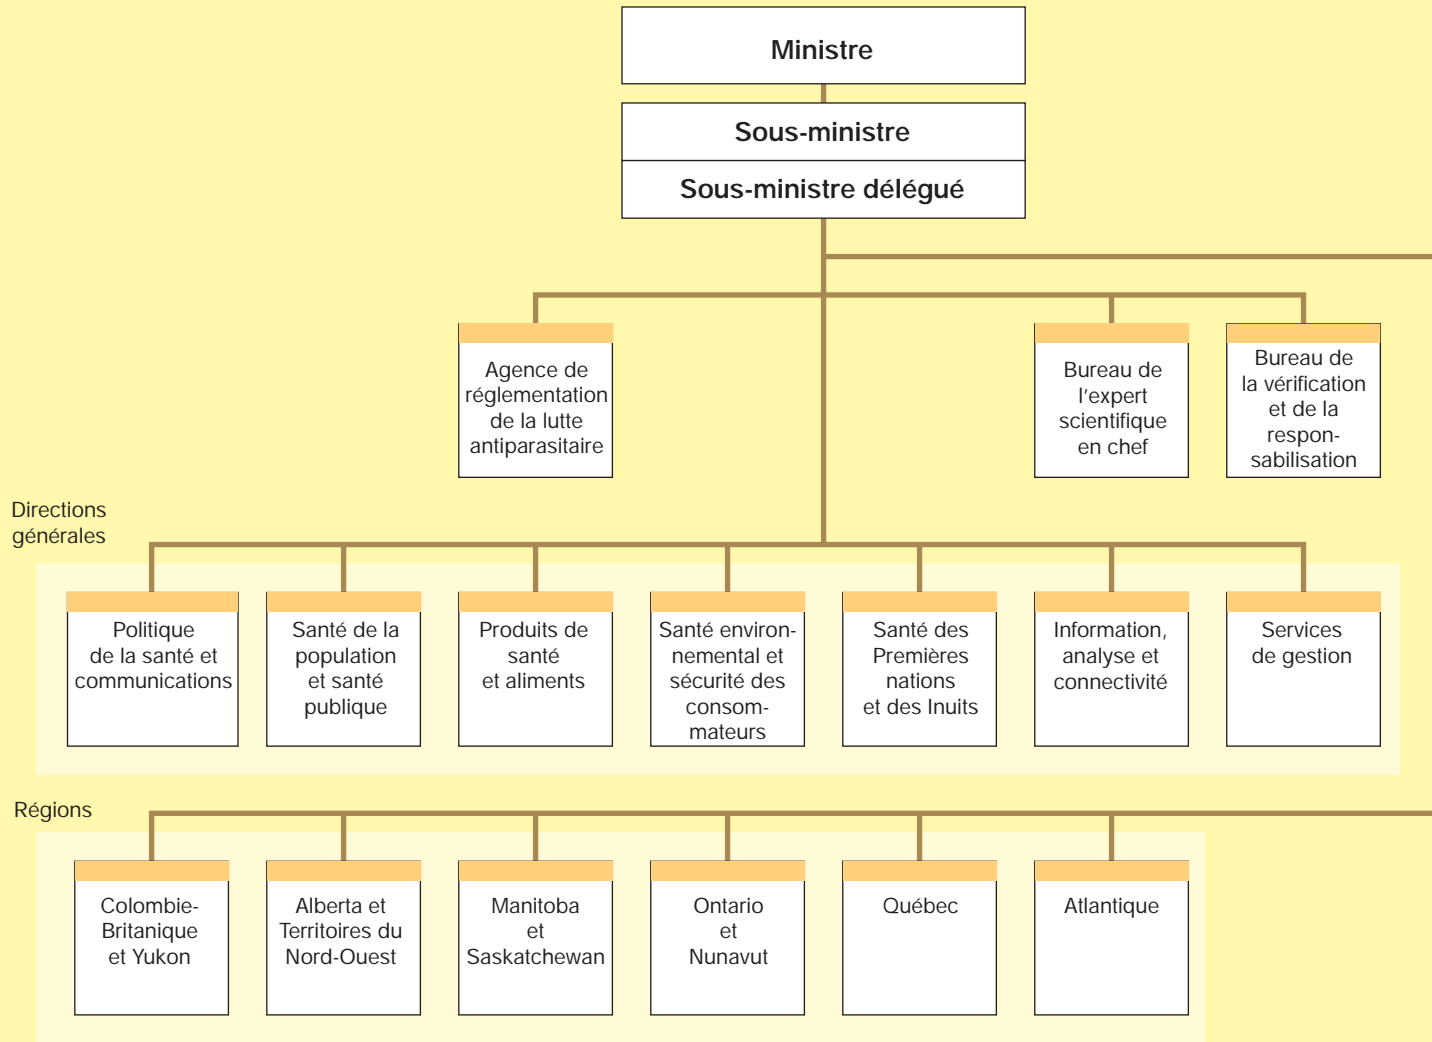 Ministre
Sous-ministre
Sous-ministre délégué
Agence de
réglementation
de la lutte
antiparasitaire
Bureau de
l'expert
scientifique
en chef
Bureau de
la vérification
et de la
respon-
sabilisation
Directions
générales
Politique
de la santé et
communications
Santé de la
population
et santé
publique
Produits de
santé
et aliments
Santé environ-
nemental et
sécurité des
consom-
mateurs
Santé des
Premières
nations
et des Inuits
Information,
analyse et
connectivité
Services
de gestion
Régions
Colombie-
Britanique
et Yukon
Alberta et
Territoires du
Nord-Ouest
Manitoba
et
Saskatchewan
Ontario
et
Nunavut
Québec
Atlantique